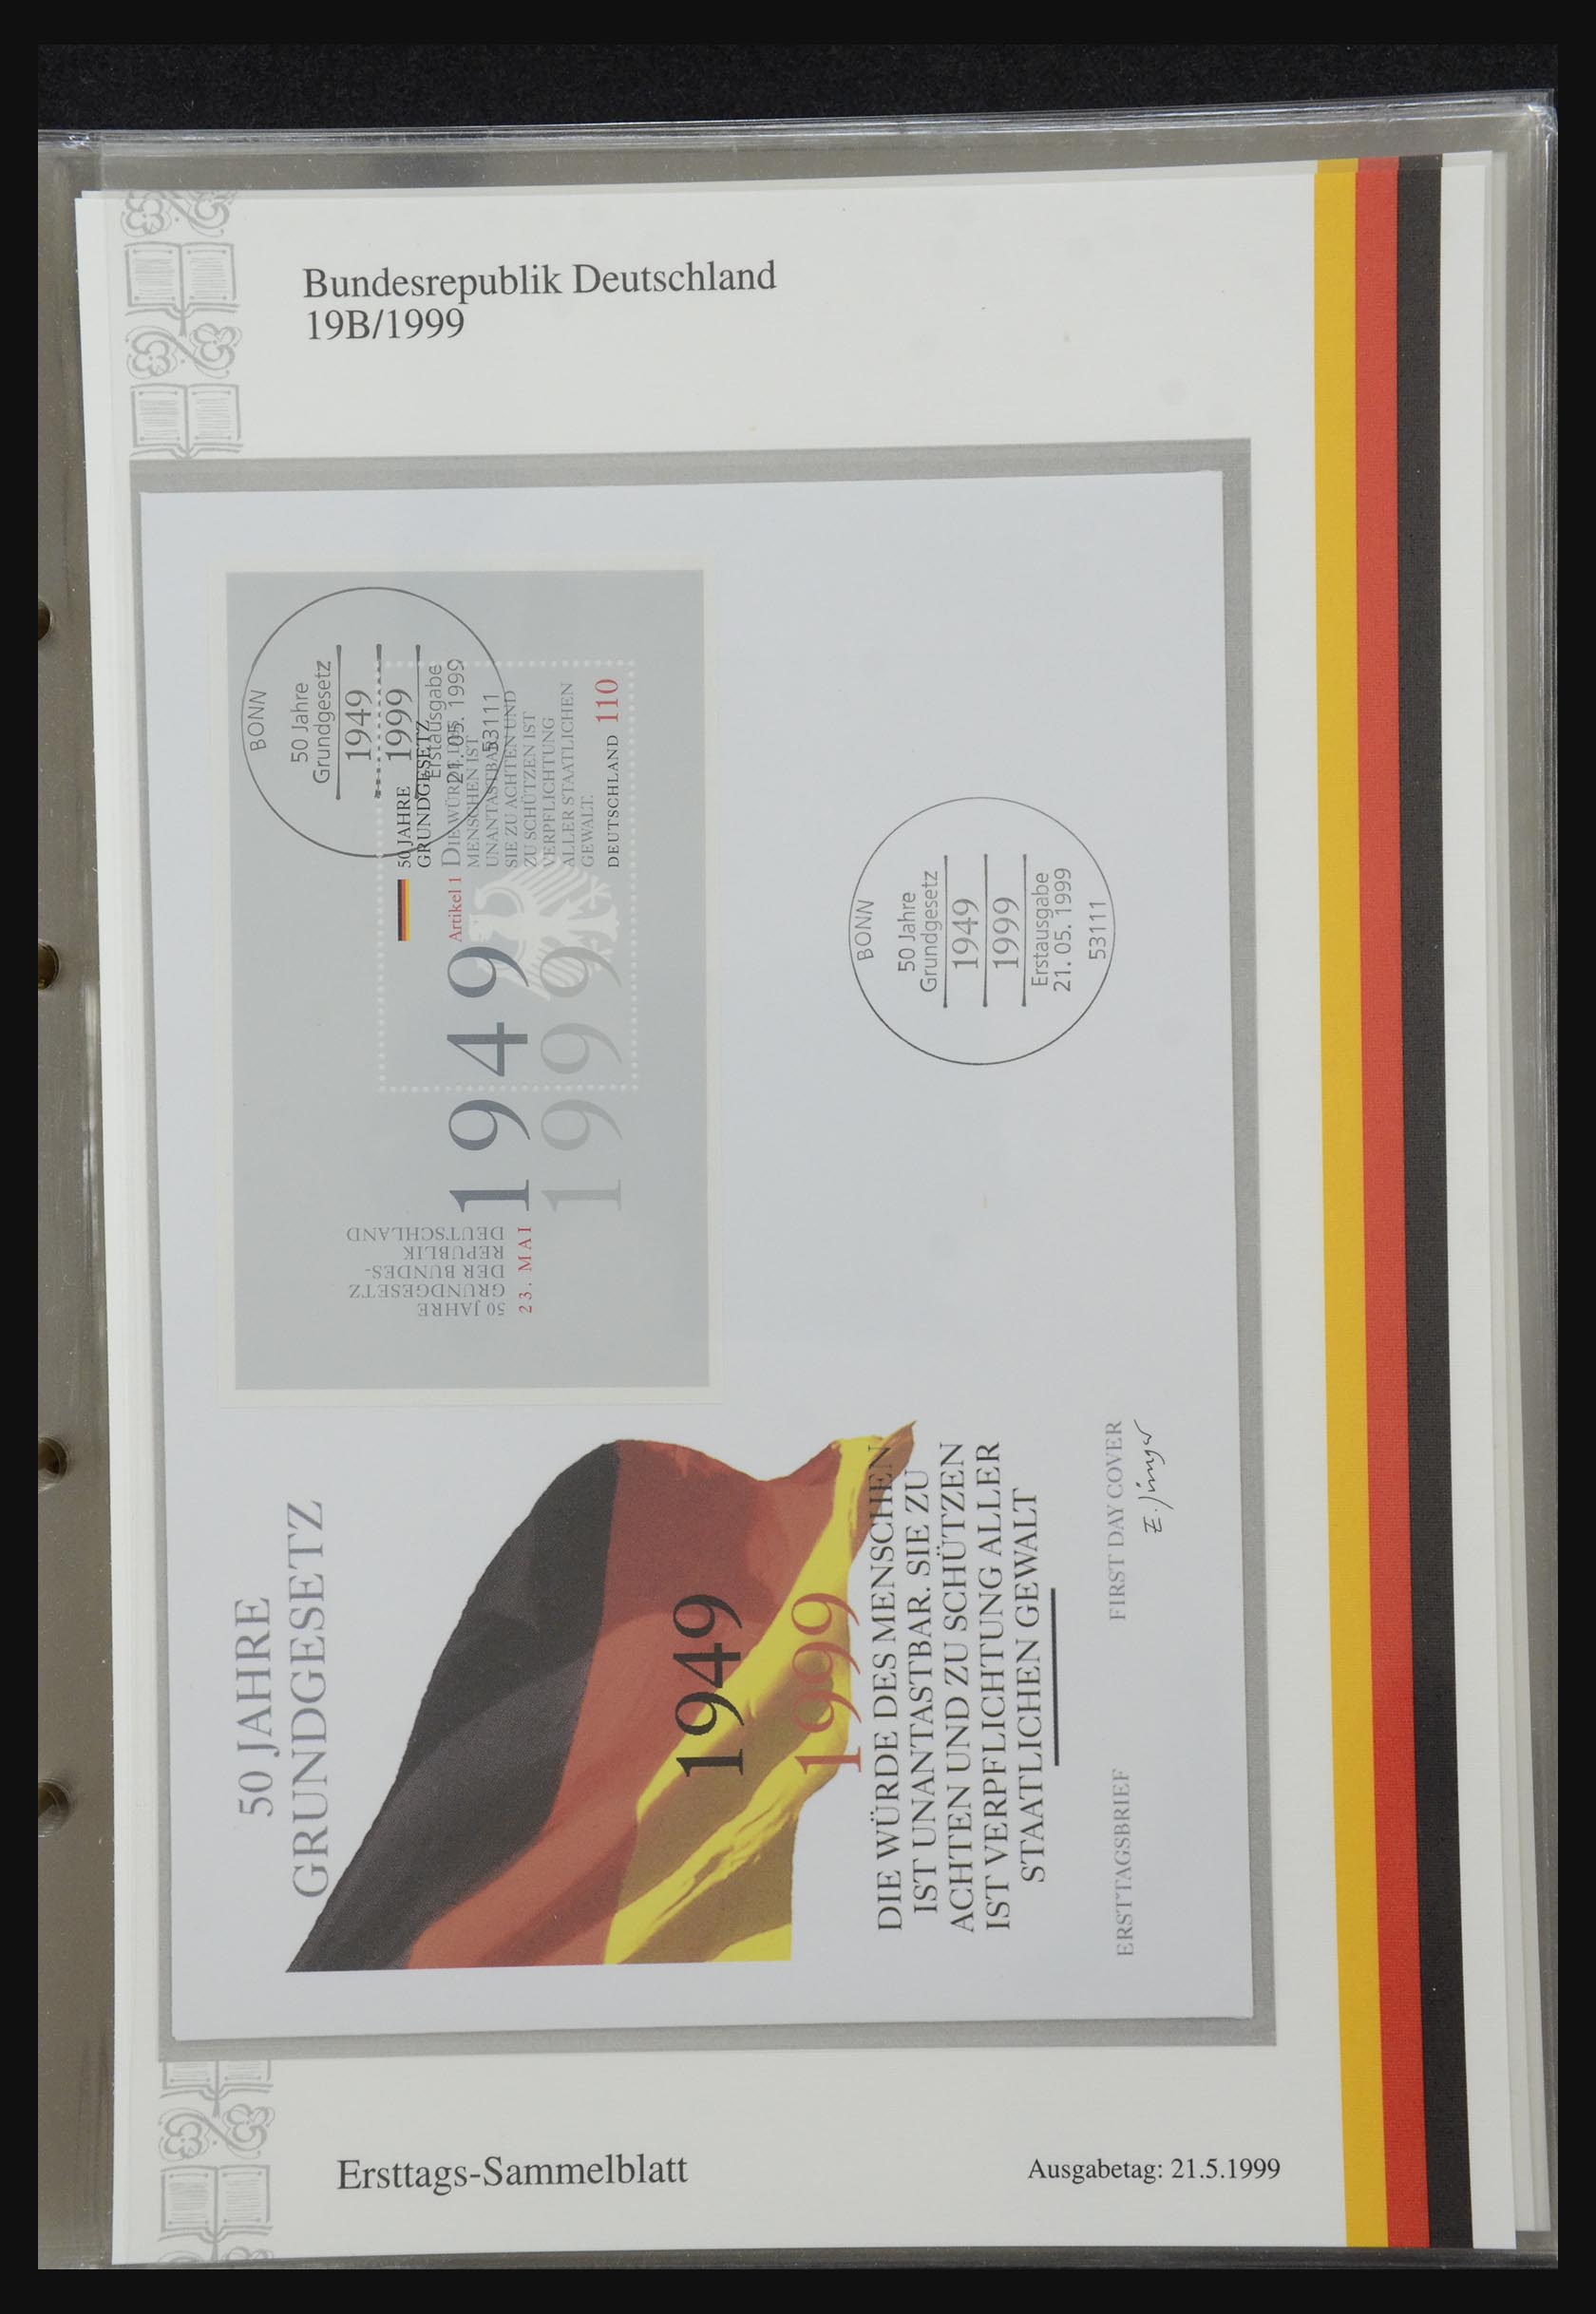 Bundesrepublik Deutschland
19B/1999
50 JAHRE
GRUNDGESETZ
1949
1999
DIE WÜRDE DES MENSCHEN
IST UNANTASTBAR. SIE ZU
ACHTEN UND ZU SCHÜTZEN
IST VERPFLICHTUNG ALLER
STAATLICHEN GEWALT
ERSTTAGSBRIEF
FIRST DAY COVER
E. Jünger
50 JAHRE
GRUNDGESETZ
DER BUNDES-
REPUBLIK
DEUTSCHLAND
23. MAI
1949
1999
50 JAHRE
GRUNDGESETZ
Artikel 1
DIE WÜRDE DES
MENSCHEN IST
UNANTASTBAR.
SIE ZU ACHTEN UND
ZU SCHÜTZEN IST
VERPFLICHTUNG
ALLER STAATLICHEN
GEWALT.
DEUTSCHLAND 110
BONN
50 Jahre
Grundgesetz
1949
1999
Erstausgabe
21. 05. 1999
53111
BONN
50 Jahre
Grundgesetz
1949
1999
Erstausgabe
21. 05. 1999
53111
Ersttags-Sammelblatt
Ausgabetag: 21.5.1999